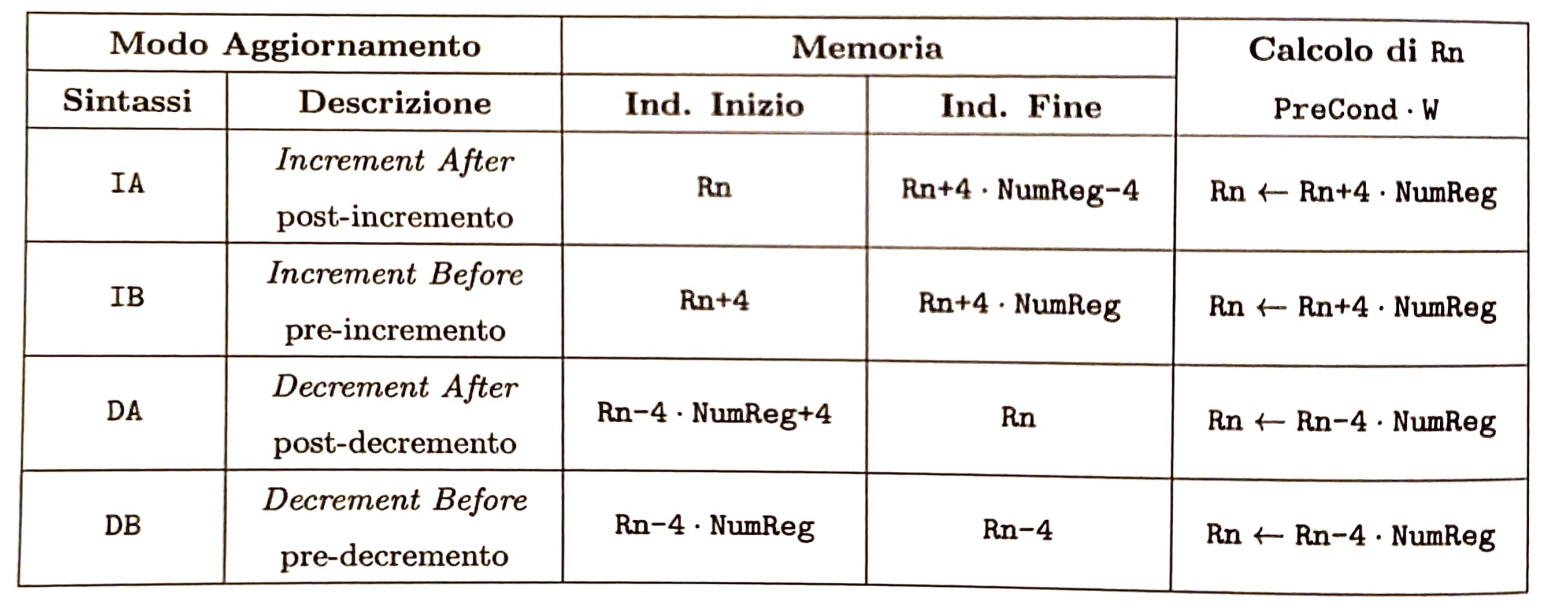 Modo Aggiornamento Memoria Calcolo di Rn
Sintassi Descrizione Ind. Inizio Ind. Fine PreCond · W
IA Increment After Rn Rn+4 · NumReg-4 Rn ← Rn+4 · NumReg
post-incremento
IB Increment Before Rn+4 Rn+4 · NumReg Rn ← Rn+4 · NumReg
pre-incremento
DA Decrement After Rn-4 · NumReg+4 Rn Rn ← Rn-4 · NumReg
post-decremento
DB Decrement Before Rn-4 · NumReg Rn-4 Rn ← Rn-4 · NumReg
pre-decremento